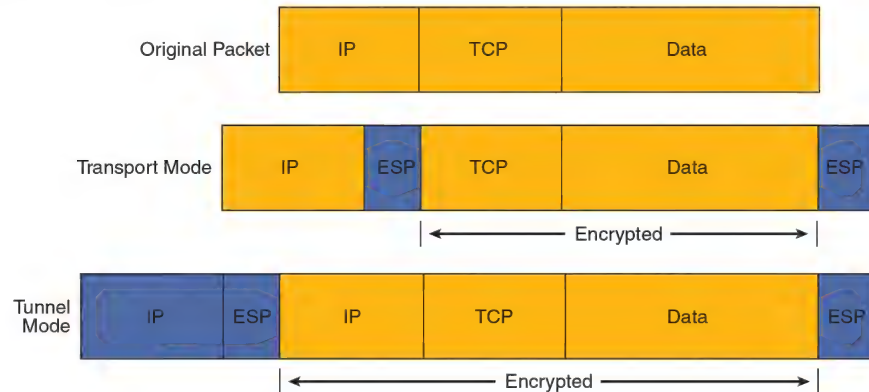 Original Packet IP TCP Data
Transport Mode IP ESP TCP Data ESP
Encrypted
Tunnel
Mode
IP ESP IP TCP Data ESP
Encrypted